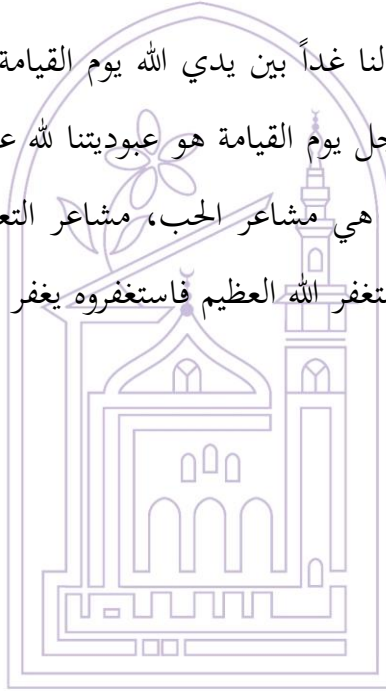 لنا غداً بين يدي الله يوم القيامة
حل يوم القيامة هو عبوديتنا لله ع
هي مشاعر الحب، مشاعر التع
ستغفر الله العظيم فاستغفروه يغفر